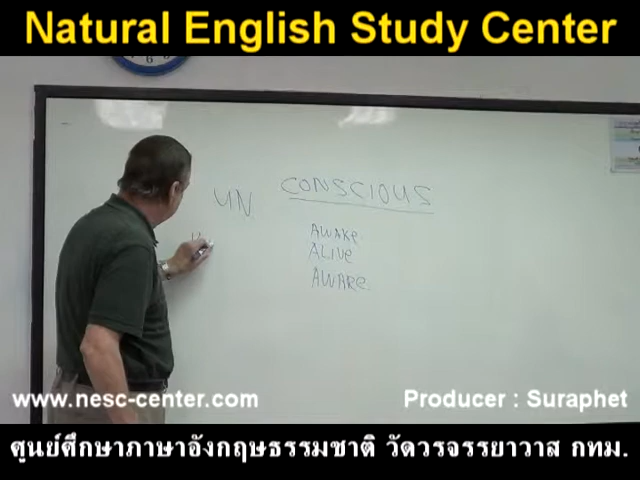 Natural English Study Center
UN CONSCIOUS
AWAKE
ALIVE
AWARE
www.nesc-center.com Producer : Suraphet
ศูนย์ศึกษาภาษาอังกฤษธรรมชาติ วัดวรจรรยาวาส กทม.